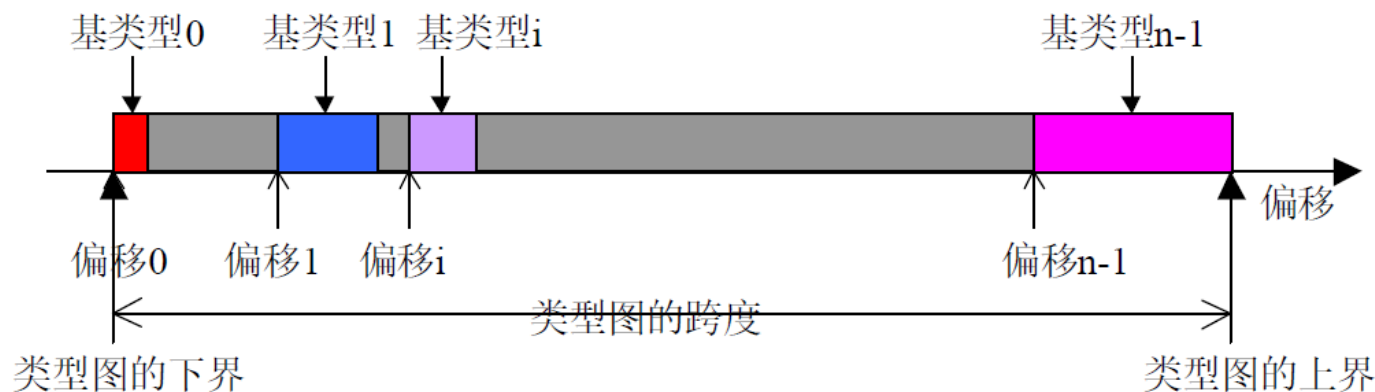 基类型0 基类型1 基类型i 基类型n-1
偏移
偏移0 偏移1 偏移i 偏移n-1
类型图的跨度
类型图的下界 类型图的上界